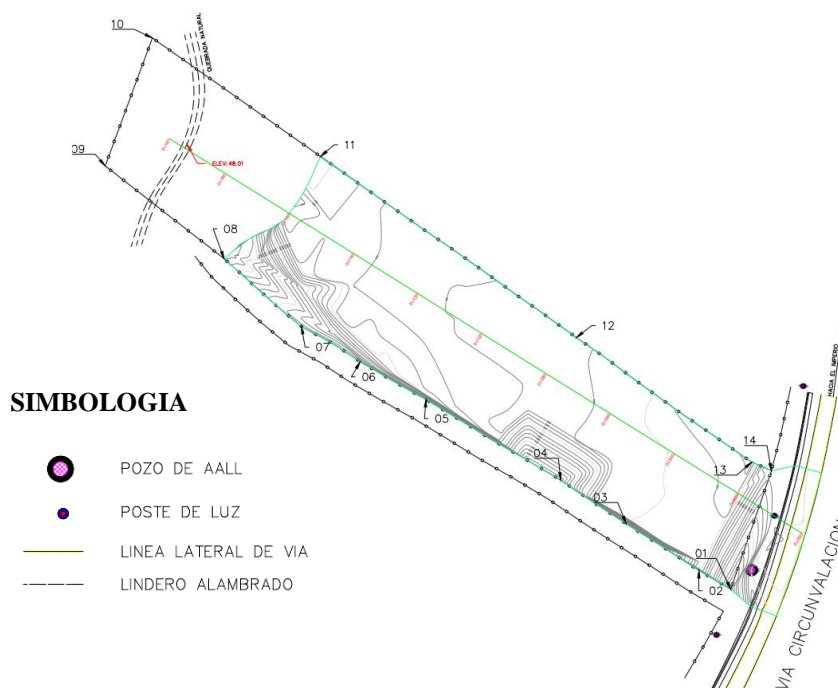 10
QUEBRADA NATURAL
09
ELEV: 48.01
11
08
12
07
06
05
HACIA EL IMPERIO
04
13
14
03
01
02
VIA CIRCUNVALACION
SIMBOLOGIA
POZO DE AALL
POSTE DE LUZ
LINEA LATERAL DE VIA
LINDERO ALAMBRADO